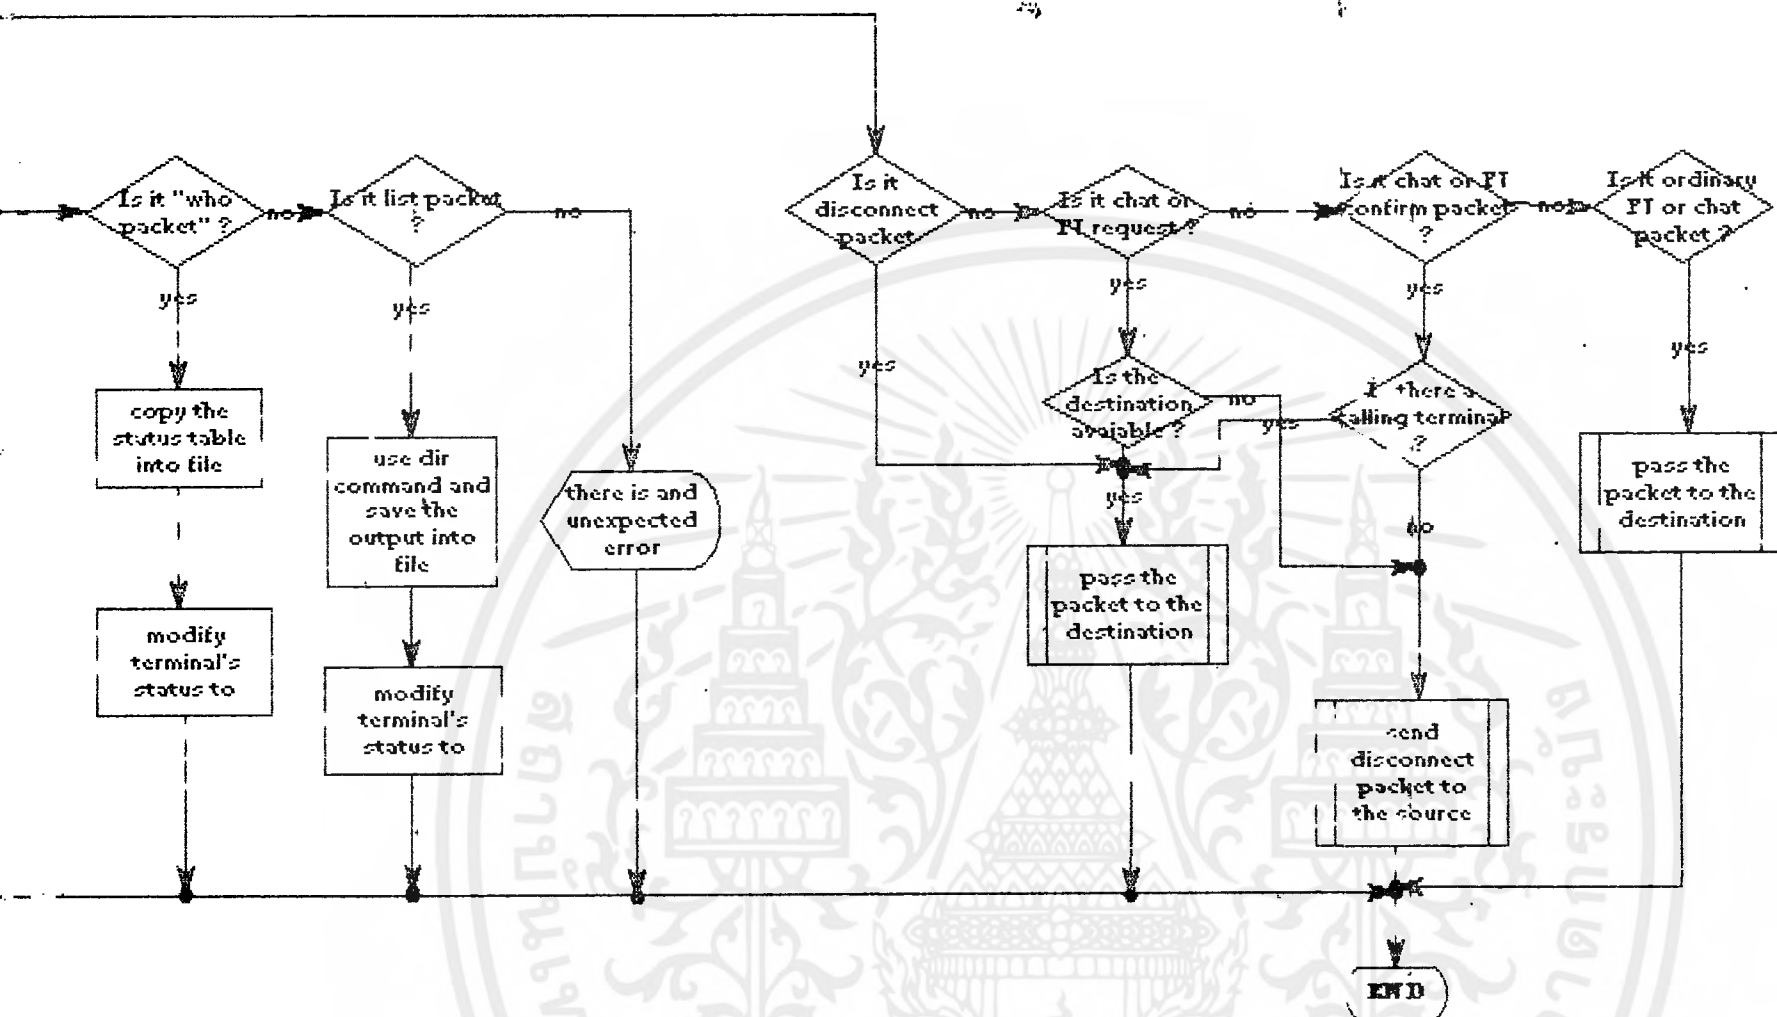 Is it "who
packet" ?
no
Is it list packet
?
no
yes
copy the
status table
into file
modify
terminal's
status to
yes
use dir
command and
save the
output into
file
modify
terminal's
status to
there is and
unexpected
error
Is it
disconnect
packet
no
yes
Is it chat or
FT request ?
no
yes
Is the
destination
avaiable ?
no
yes
pass the
packet to the
destination
Is it chat or FT
confirm packet
?
no
yes
Is there a
calling terminal
?
yes
no
send
disconnect
packet to
the source
Is it ordinary
FT or chat
packet ?
yes
pass the
packet to the
destination
END